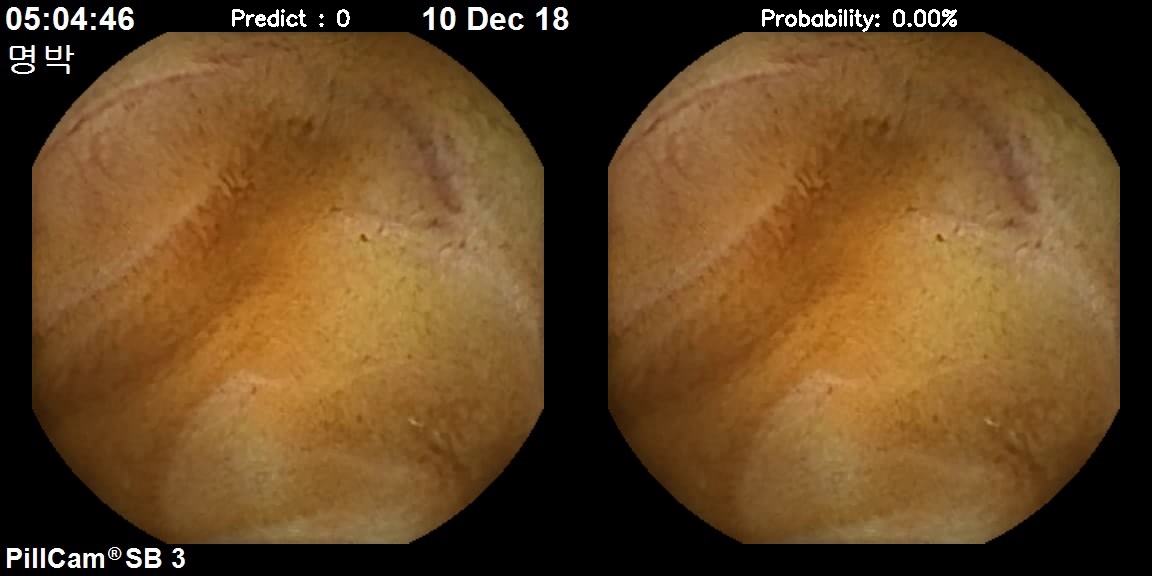 05:04:46
Predict : 0
10 Dec 18
Probability: 0.00%
명박
PillCam® SB 3